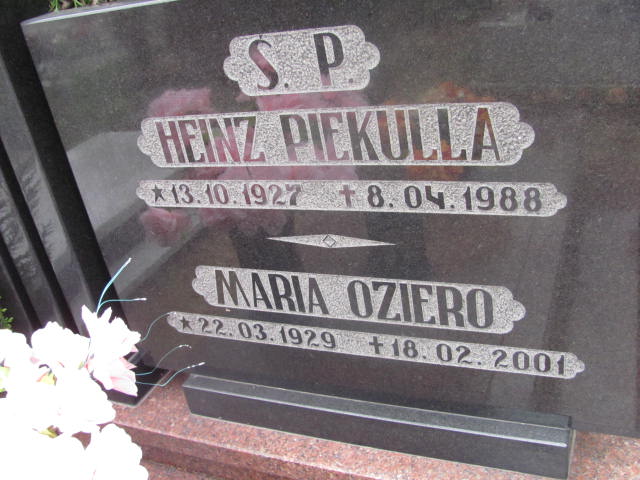 Ś. P.
HEINZ PIEKULLA
★13.10.1927 ✝8.04.1988
MARIA OZIERO
★22.03.1929 ✝18.02.2001